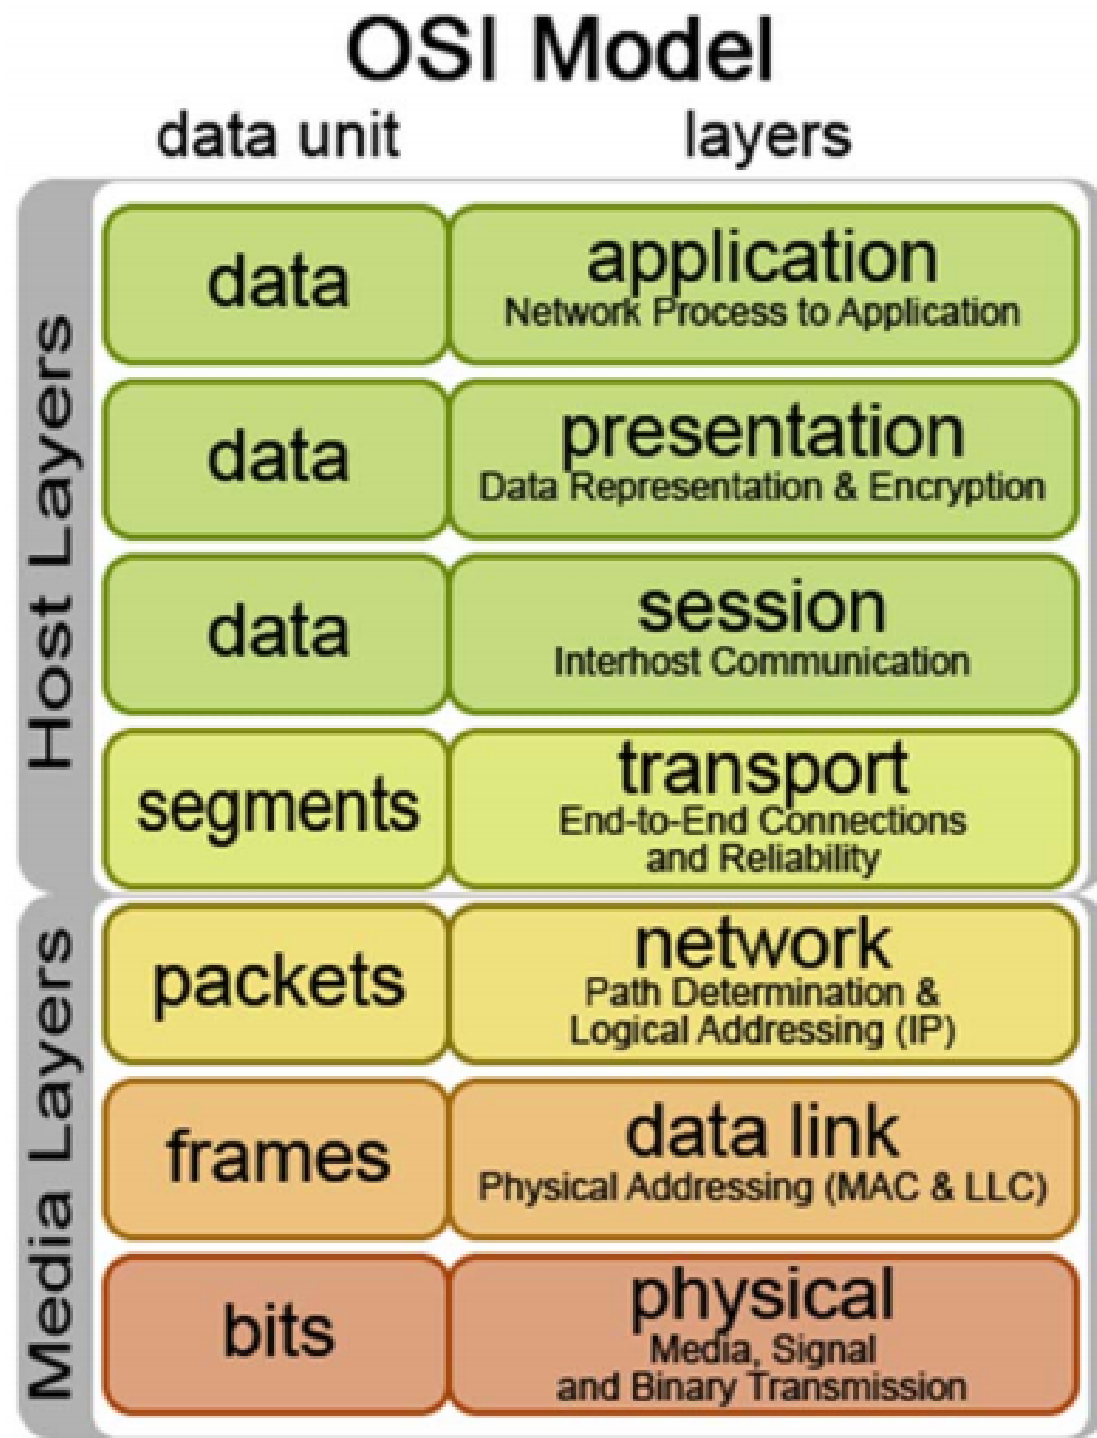 OSI Model
data unit layers
Host Layers
data
application
Network Process to Application
data
presentation
Data Representation & Encryption
data
session
Interhost Communication
segments
transport
End-to-End Connections
and Reliability
Media Layers
packets
network
Path Determination &
Logical Addressing (IP)
frames
data link
Physical Addressing (MAC & LLC)
bits
physical
Media, Signal
and Binary Transmission